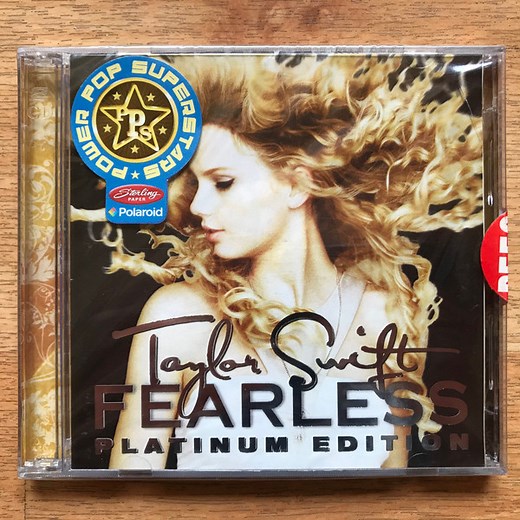 POWER POP SUPERSTARS
PPS
Sterling
PAPER
Polaroid
Taylor Swift
FEARLESS
PLATINUM EDITION